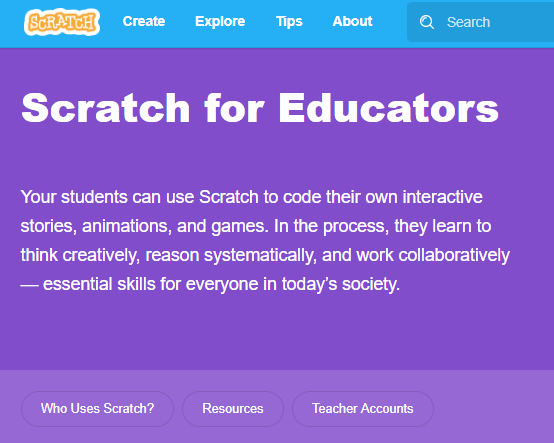 SCRATCH Create Explore Tips About Search
Scratch for Educators
Your students can use Scratch to code their own interactive
stories, animations, and games. In the process, they learn to
think creatively, reason systematically, and work collaboratively
— essential skills for everyone in today’s society.
Who Uses Scratch? Resources Teacher Accounts